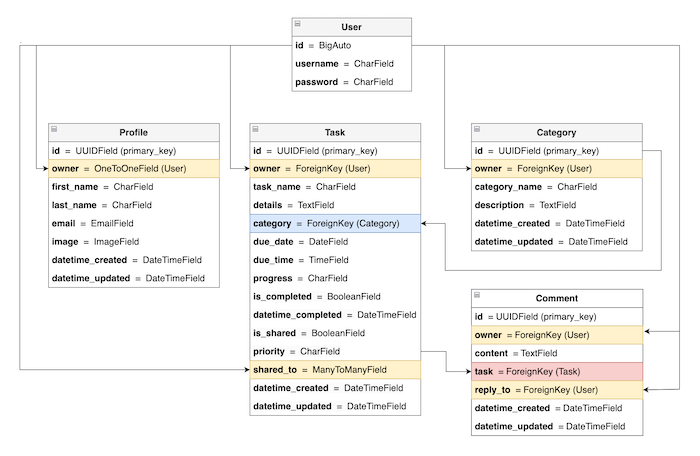 User
id = BigAuto
username = CharField
password = CharField
Profile
id = UUIDField (primary_key)
owner = OneToOneField (User)
first_name = CharField
last_name = CharField
email = EmailField
image = ImageField
datetime_created = DateTimeField
datetime_updated = DateTimeField
Task
id = UUIDField (primary_key)
owner = ForeignKey (User)
task_name = CharField
details = TextField
category = ForeignKey (Category)
due_date = DateField
due_time = TimeField
progress = CharField
is_completed = BooleanField
datetime_completed = DateTimeField
is_shared = BooleanField
priority = CharField
shared_to = ManyToManyField
datetime_created = DateTimeField
datetime_updated = DateTimeField
Category
id = UUIDField (primary_key)
owner = ForeignKey (User)
category_name = CharField
description = TextField
datetime_created = DateTimeField
datetime_updated = DateTimeField
Comment
id = UUIDField (primary_key)
owner = ForeignKey (User)
content = TextField
task = ForeignKey (Task)
reply_to = ForeignKey (User)
datetime_created = DateTimeField
datetime_updated = DateTimeField